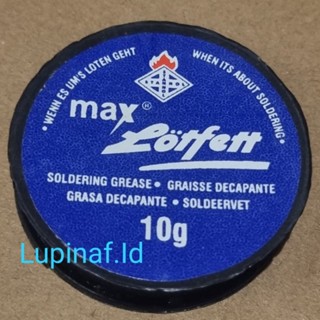 • WENN ES UM'S LÖTEN GEHT
WHEN ITS ABOUT SOLDERING •
STANNOL
max®
Lötfett
SOLDERING GREASE • GRAISSE DECAPANTE
GRASA DECAPANTE • SOLDEERVET
10g
Lupinaf.Id